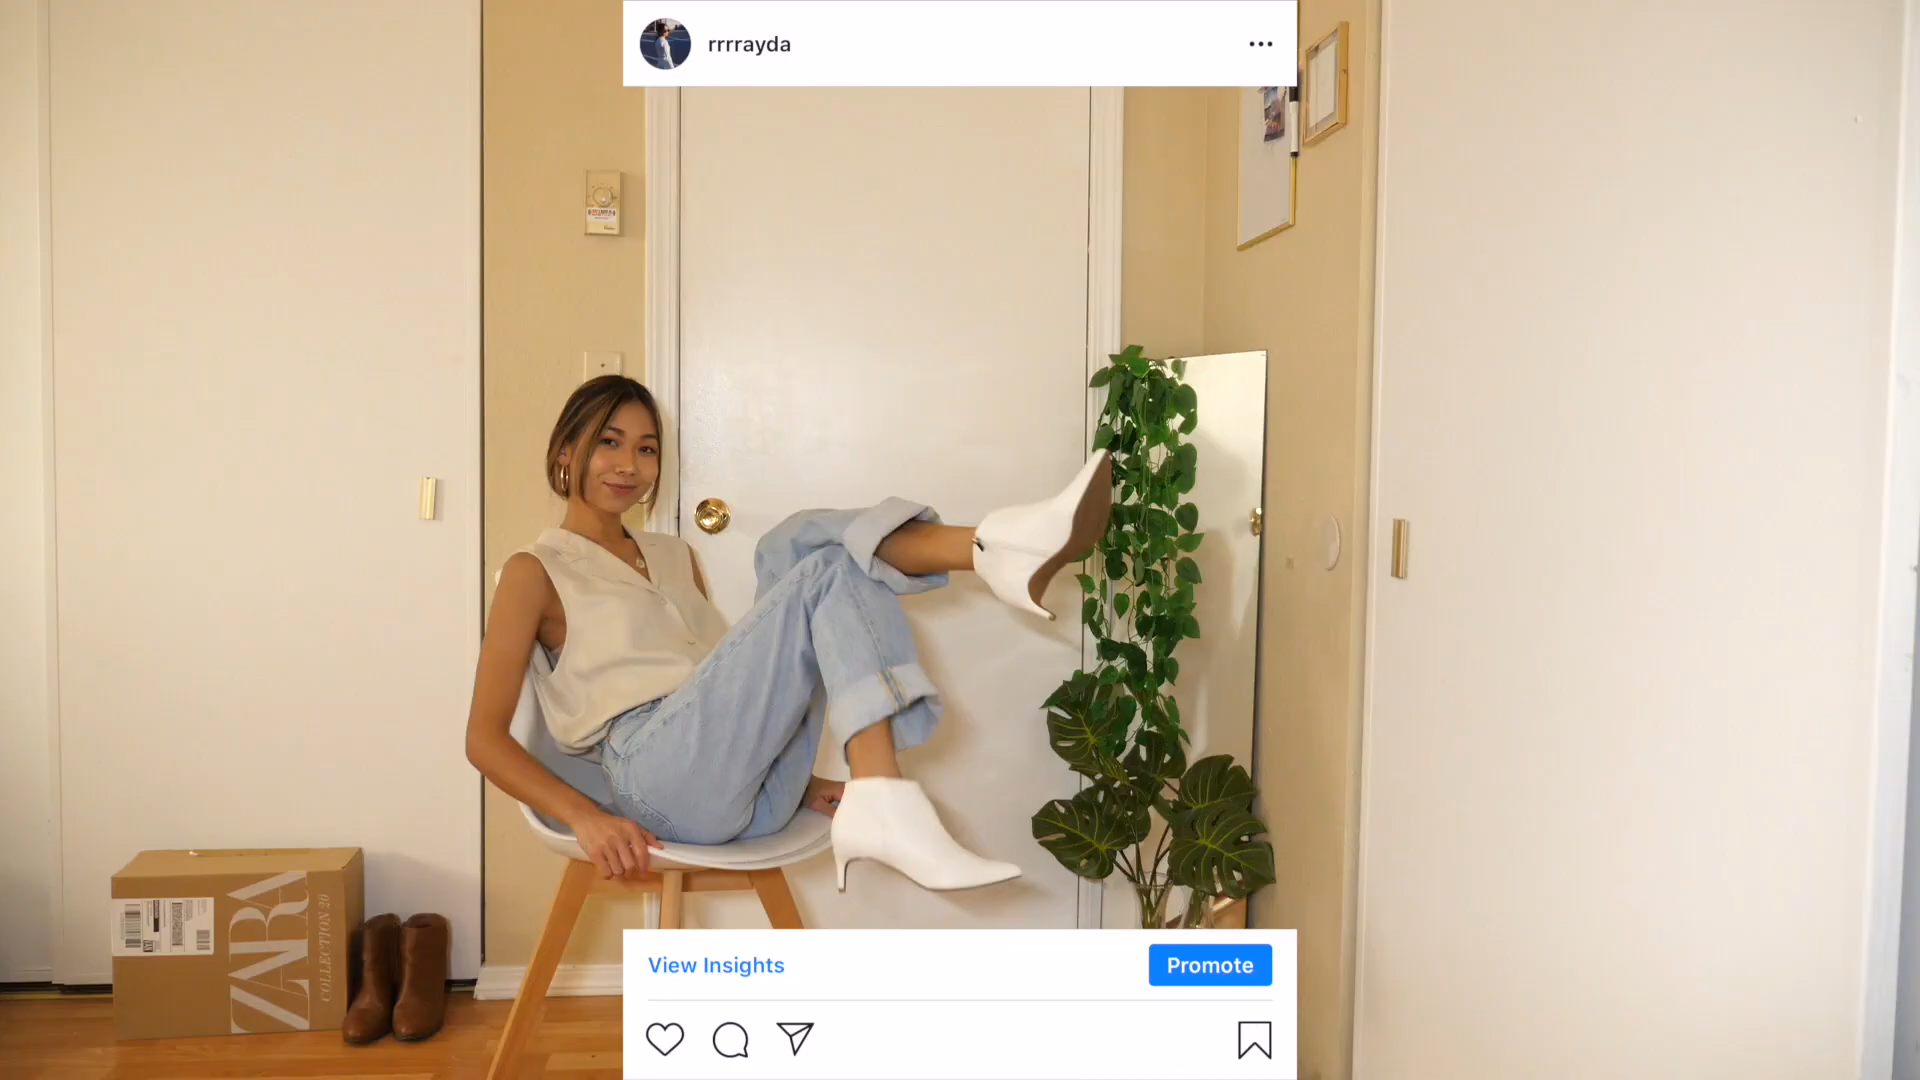 rrrrayda
ZARA
COLLECTION 20
View Insights
Promote